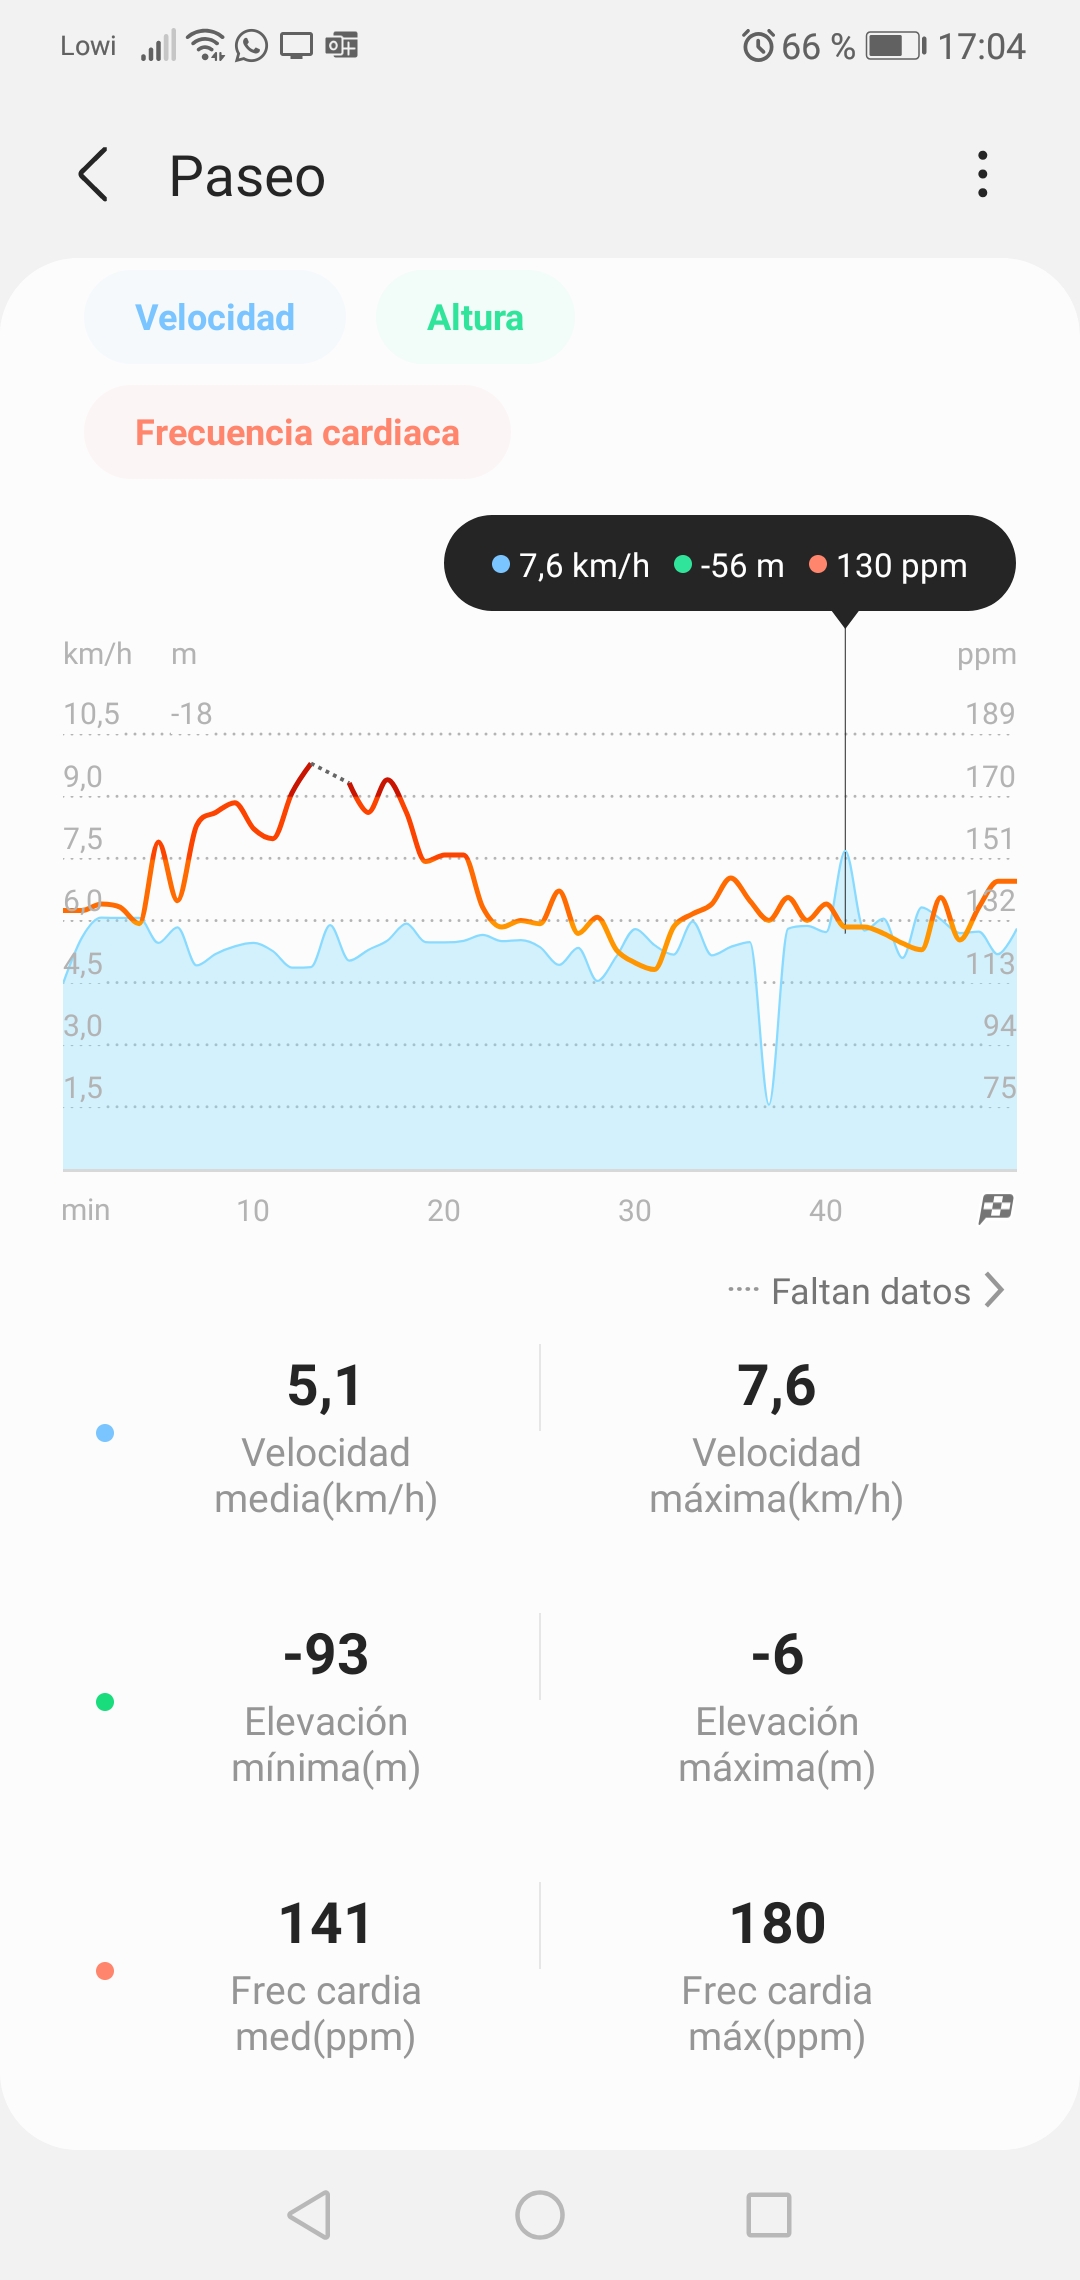 Lowi 66 % 17:04
Paseo
Velocidad Altura
Frecuencia cardiaca
7,6 km/h -56 m 130 ppm
km/h m ppm
10,5 -18 189
9,0 170
7,5 151
6,0 132
4,5 113
3,0 94
1,5 75
min 10 20 30 40
Faltan datos
5,1 7,6
Velocidad Velocidad
media(km/h) máxima(km/h)
-93 -6
Elevación Elevación
mínima(m) máxima(m)
141 180
Frec cardia Frec cardia
med(ppm) máx(ppm)